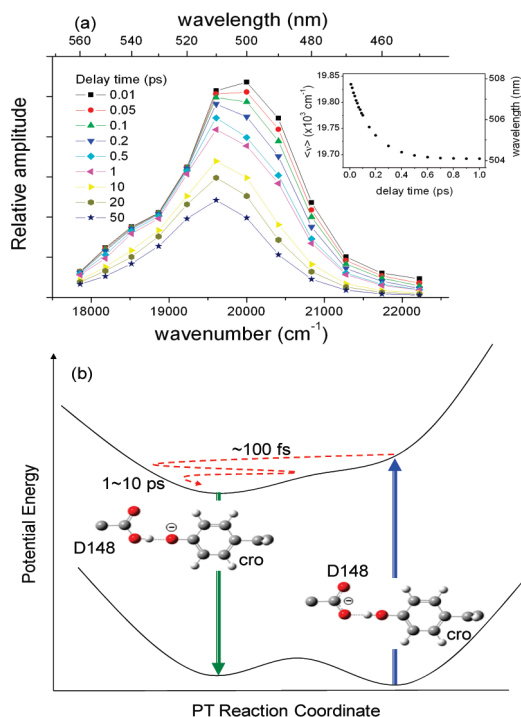 wavelength (nm)
(a) 560 540 520 500 480 460
Delay time (ps)
0.01
0.05
0.1
0.2
0.5
1
10
20
50
Relative amplitude
18000 19000 20000 21000 22000
wavenumber (cm⁻¹)
<ν> (x10³ cm⁻¹)
19.85
19.80
19.75
19.70
508
506
504
wavelength (nm)
0.0 0.2 0.4 0.6 0.8 1.0
delay time (ps)
(b)
~100 fs
1~10 ps
D148
cro
D148
cro
Potential Energy
PT Reaction Coordinate